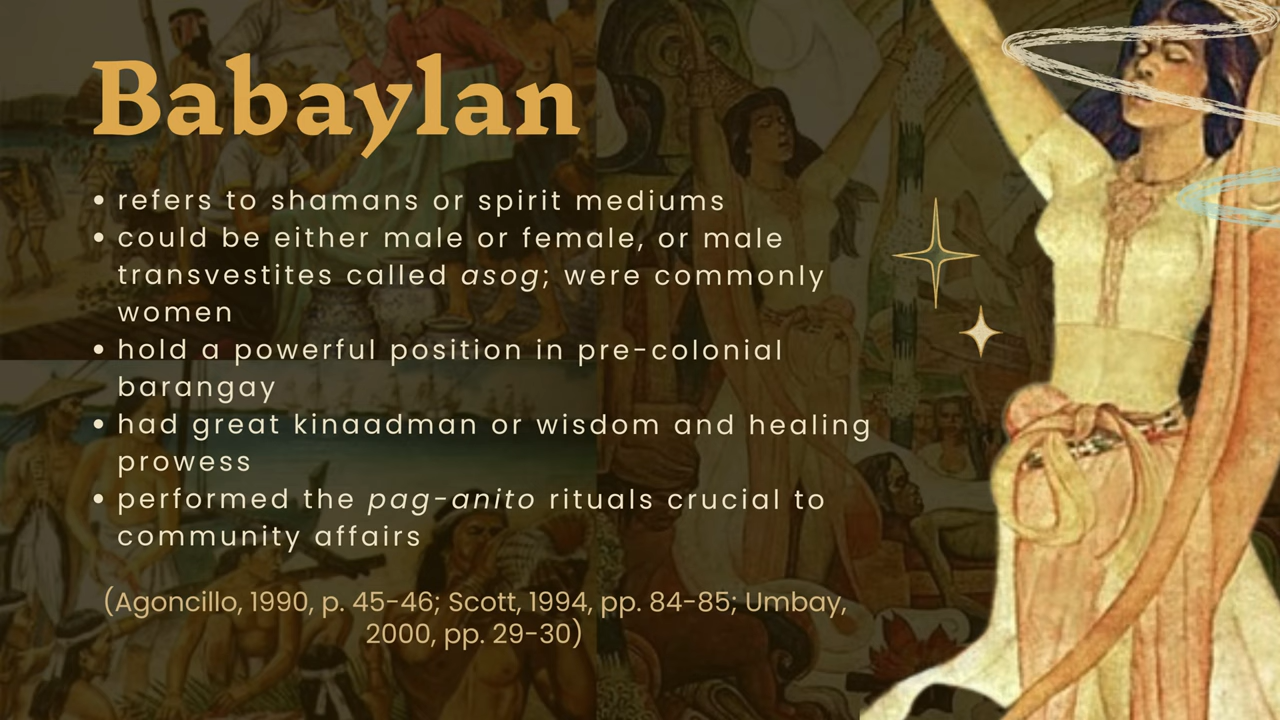 Babaylan
• refers to shamans or spirit mediums
• could be either male or female, or male
transvestites called asog; were commonly
women
• hold a powerful position in pre-colonial
barangay
• had great kinaadman or wisdom and healing
prowess
• performed the pag-anito rituals crucial to
community affairs
(Agoncillo, 1990, p. 45-46; Scott, 1994, pp. 84-85; Umbay,
2000, pp. 29-30)